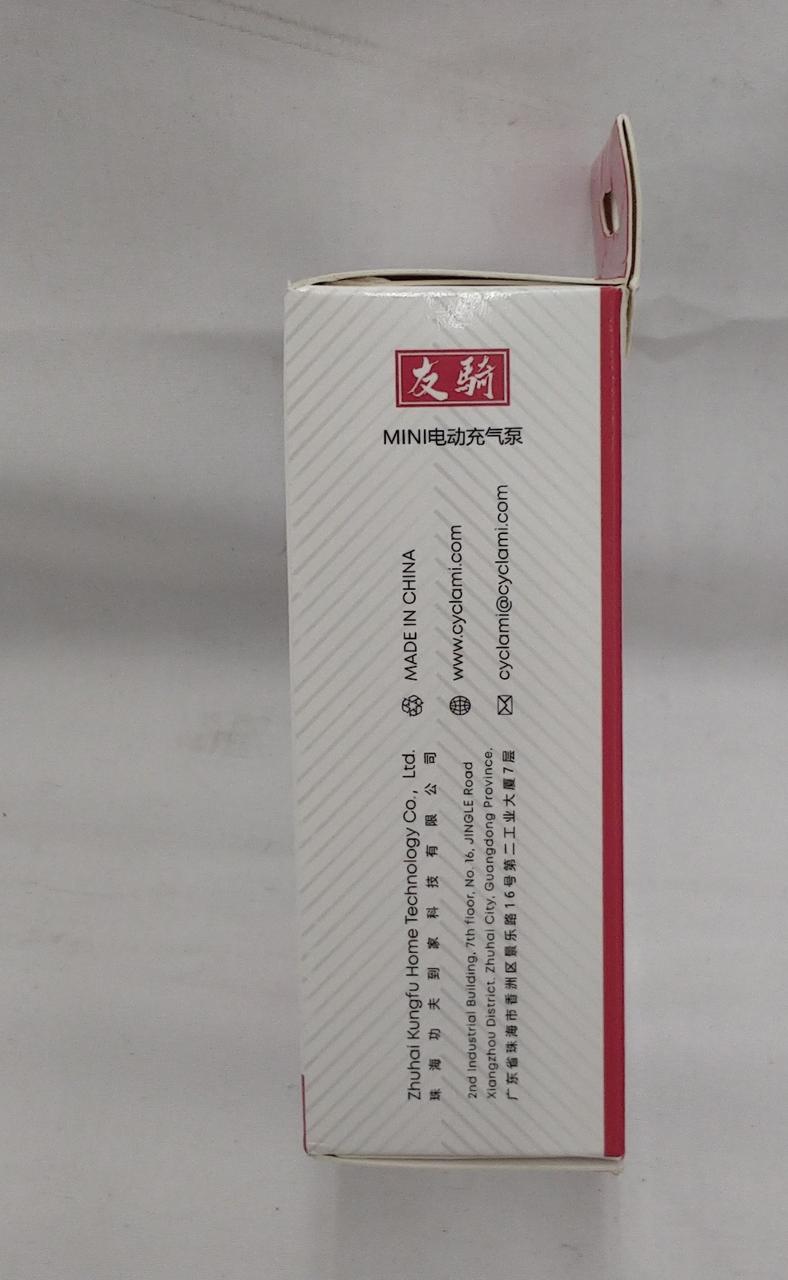 友骑
MINI电动充气泵
MADE IN CHINA
www.cyclami.com
cyclami@cyclami.com
Zhuhai Kungfu Home Technology Co., Ltd.
珠海功夫到家科技有限公司
2nd Industrial Building, 7th floor, No. 16, JINGLE Road
Xiangzhou District. Zhuhai City, Guangdong Province.
广东省珠海市香洲区景乐路16号第二工业大厦7层